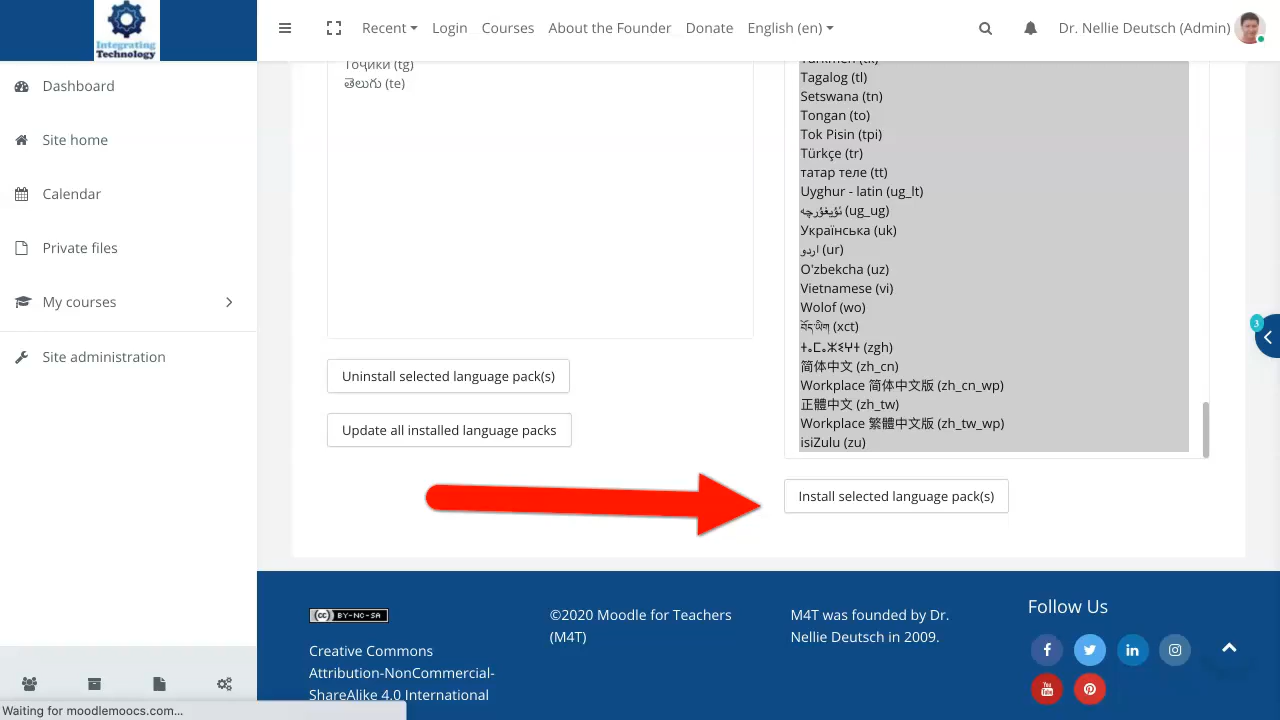 Integrating
Technology
Recent
Login
Courses
About the Founder
Donate
English (en)
Dr. Nellie Deutsch (Admin)
Dashboard
Site home
Calendar
Private files
My courses
Site administration
Тоҷикӣ (tg)
తెలుగు (te)
Uninstall selected language pack(s)
Update all installed language packs
Tagalog (tl)
Setswana (tn)
Tongan (to)
Tok Pisin (tpi)
Türkçe (tr)
татар теле (tt)
Uyghur - latin (ug_lt)
ئۇيغۇرچە (ug_ug)
Українська (uk)
اردو (ur)
O'zbekcha (uz)
Vietnamese (vi)
Wolof (wo)
བོད་ཡིག (xct)
ⵜⴰⵎⴰⵣⵉⵖⵜ (zgh)
简体中文 (zh_cn)
Workplace 简体中文版 (zh_cn_wp)
正體中文 (zh_tw)
Workplace 繁體中文版 (zh_tw_wp)
isiZulu (zu)
Install selected language pack(s)
3
CC BY-NC-SA
Creative Commons
Attribution-NonCommercial-
ShareAlike 4.0 International
©2020 Moodle for Teachers
(M4T)
M4T was founded by Dr.
Nellie Deutsch in 2009.
Follow Us
Waiting for moodlemoocs.com...